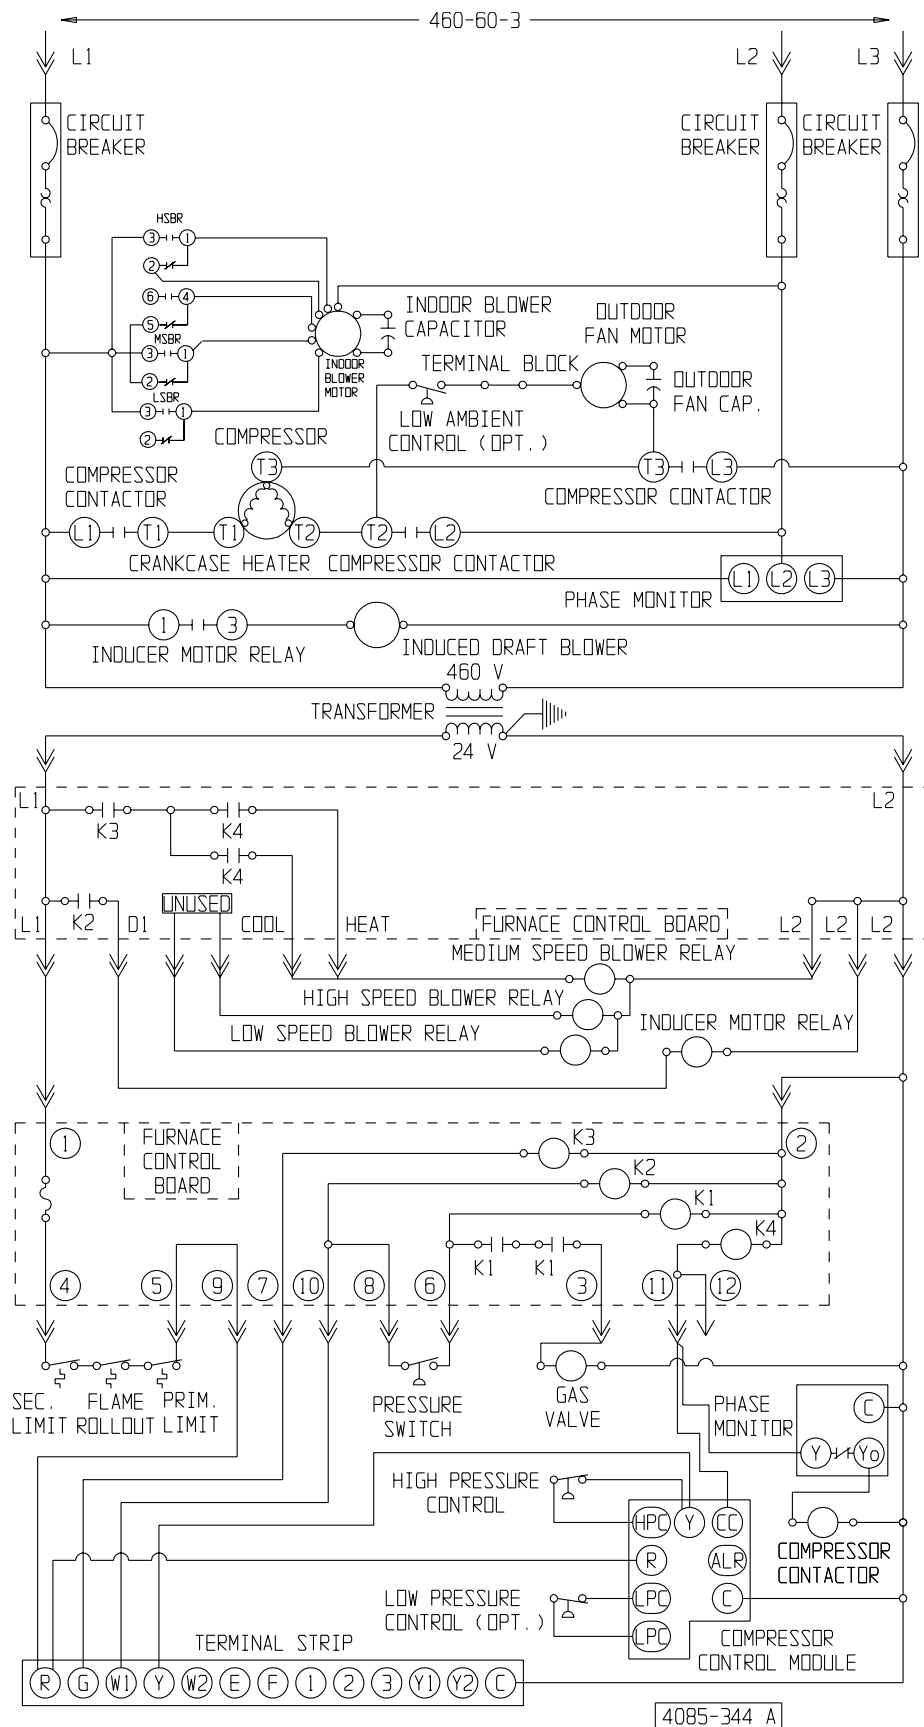 460-60-3
L1
L2
L3
CIRCUIT
BREAKER
CIRCUIT
BREAKER
CIRCUIT
BREAKER
HSBR
3
1
2
6
4
5
MSBR
3
1
2
LSBR
3
1
2
INDOOR
BLOWER
MOTOR
INDOOR BLOWER
CAPACITOR
OUTDOOR
FAN MOTOR
TERMINAL BLOCK
OUTDOOR
FAN CAP.
LOW AMBIENT
CONTROL (OPT.)
COMPRESSOR
T3
T3
L3
COMPRESSOR
CONTACTOR
COMPRESSOR CONTACTOR
L1
T1
T1
T2
T2
L2
CRANKCASE HEATER
COMPRESSOR CONTACTOR
L1
L2
L3
PHASE MONITOR
1
3
INDUCER MOTOR RELAY
INDUCED DRAFT BLOWER
460 V
TRANSFORMER
24 V
L1
L2
K3
K4
K4
UNUSED
K2
L1
D1
COOL
HEAT
FURNACE CONTROL BOARD
L2
L2
L2
MEDIUM SPEED BLOWER RELAY
HIGH SPEED BLOWER RELAY
LOW SPEED BLOWER RELAY
INDUCER MOTOR RELAY
1
FURNACE
CONTROL
BOARD
K3
2
K2
K1
K4
K1
K1
4
5
9
7
10
8
6
3
11
12
SEC.
LIMIT
FLAME
ROLLOUT
PRIM.
LIMIT
PRESSURE
SWITCH
GAS
VALVE
PHASE
MONITOR
C
Y
Yo
HIGH PRESSURE
CONTROL
HPC
Y
CC
COMPRESSOR
CONTACTOR
R
ALR
LOW PRESSURE
CONTROL (OPT.)
LPC
C
LPC
COMPRESSOR
CONTROL MODULE
TERMINAL STRIP
R
G
W1
Y
W2
E
F
1
2
3
Y1
Y2
C
4085-344 A